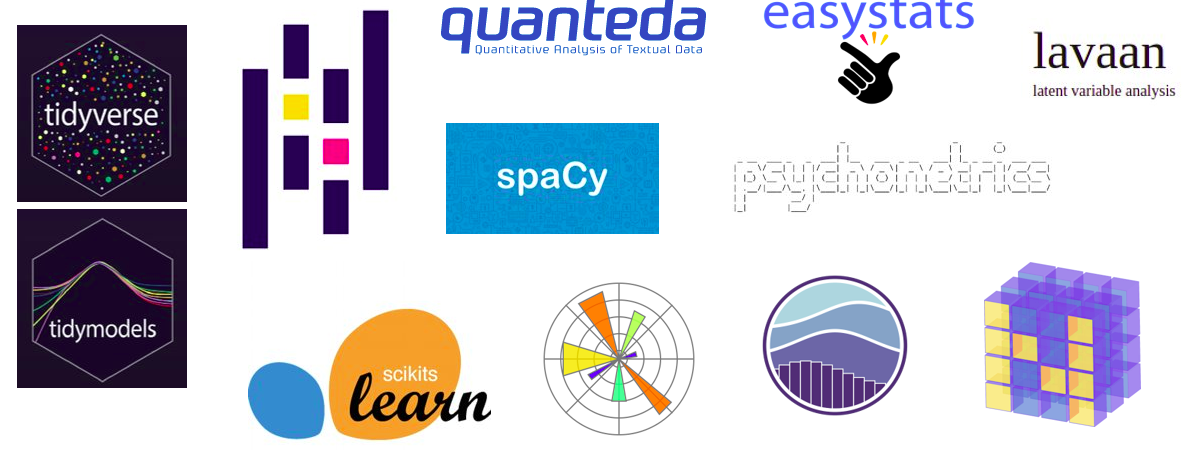 quanteda
Quantitative Analysis of Textual Data
easystats
lavaan
latent variable analysis
tidyverse
spaCy
psychonetrics
tidymodels
scikits
learn